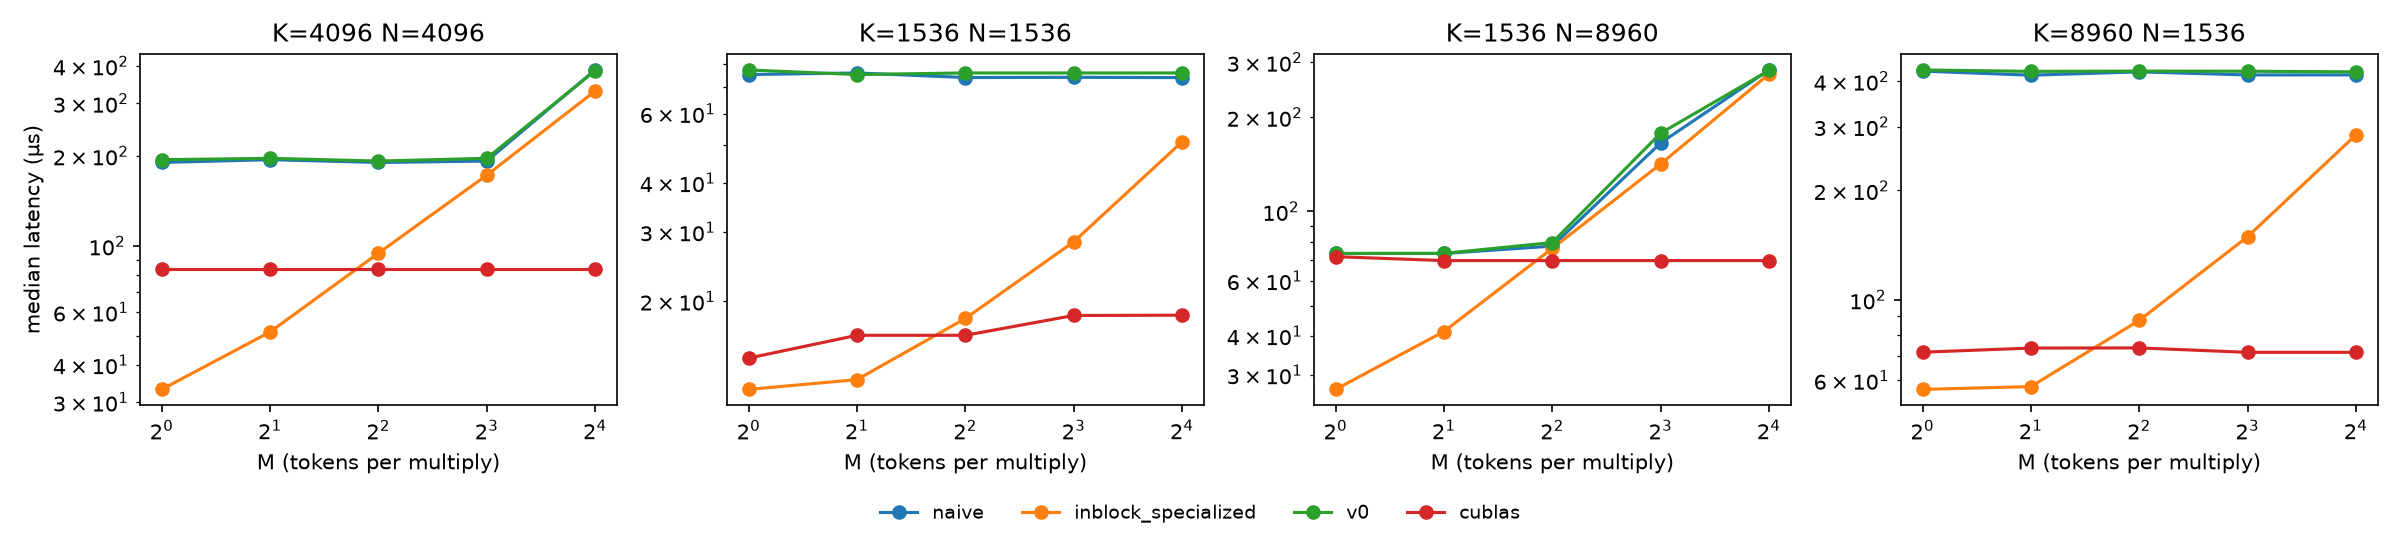 K=4096 N=4096
4 × 10²
3 × 10²
2 × 10²
10²
6 × 10¹
4 × 10¹
3 × 10¹
median latency (µs)
2⁰ 2¹ 2² 2³ 2⁴
M (tokens per multiply)
K=1536 N=1536
6 × 10¹
4 × 10¹
3 × 10¹
2 × 10¹
2⁰ 2¹ 2² 2³ 2⁴
M (tokens per multiply)
K=1536 N=8960
3 × 10²
2 × 10²
10²
6 × 10¹
4 × 10¹
3 × 10¹
2⁰ 2¹ 2² 2³ 2⁴
M (tokens per multiply)
K=8960 N=1536
4 × 10²
3 × 10²
2 × 10²
10²
6 × 10¹
2⁰ 2¹ 2² 2³ 2⁴
M (tokens per multiply)
naive inblock_specialized v0 cublas